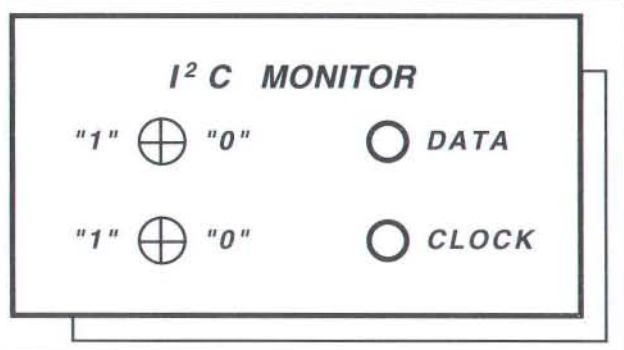 I² C MONITOR
"1" "0" DATA
"1" "0" CLOCK